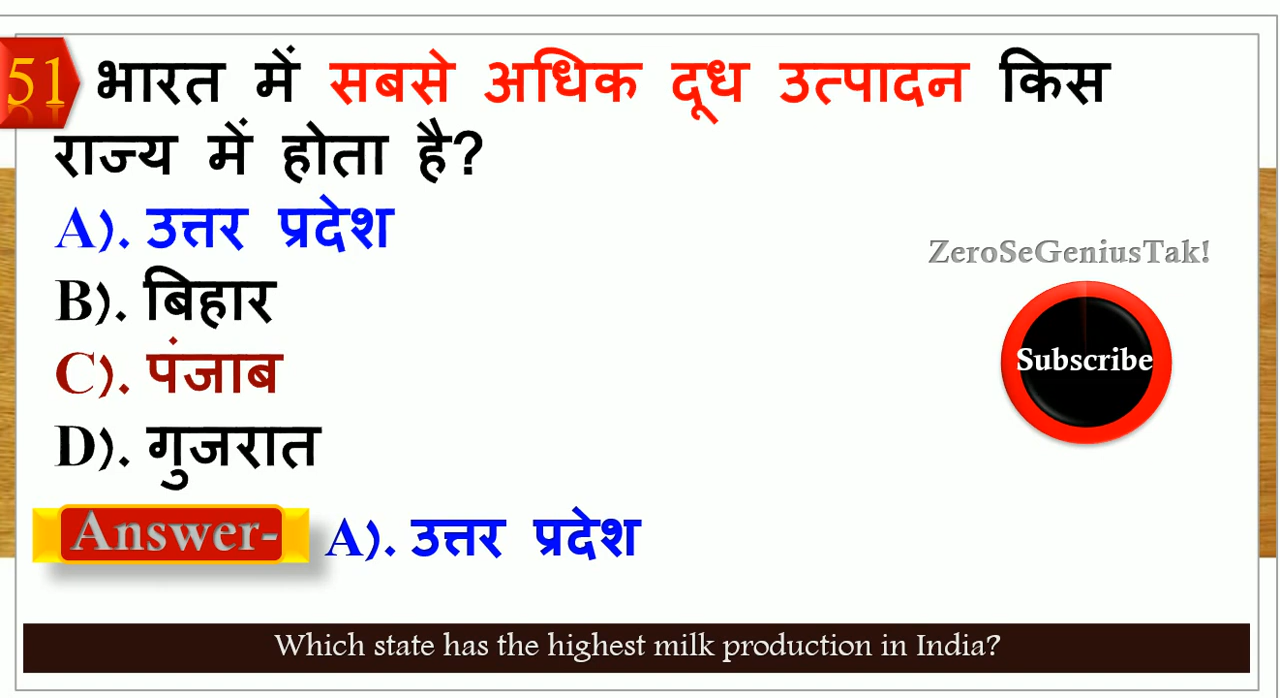 51 भारत में सबसे अधिक दूध उत्पादन किस
राज्य में होता है?
A). उत्तर प्रदेश
ZeroSeGeniusTak!
B). बिहार
Subscribe
C). पंजाब
D). गुजरात
Answer- A). उत्तर प्रदेश
Which state has the highest milk production in India?